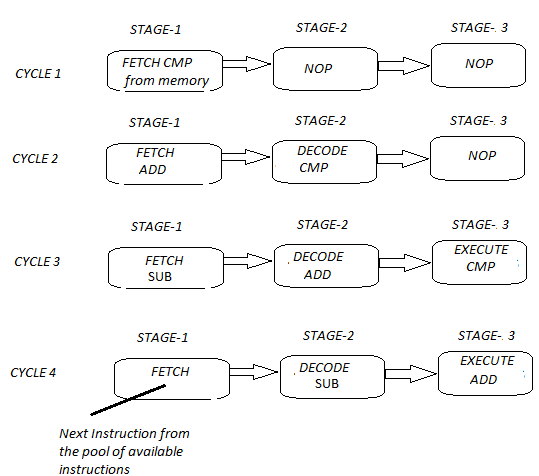 STAGE-1 STAGE-2 STAGE-. 3
CYCLE 1
FETCH CMP
from memory
NOP
NOP
STAGE-1 STAGE-2 STAGE-. 3
CYCLE 2
FETCH
ADD
DECODE
CMP
NOP
STAGE-1 STAGE-2 STAGE-. 3
CYCLE 3
FETCH
SUB
DECODE
ADD
EXECUTE
CMP
STAGE-1 STAGE-2 STAGE-. 3
CYCLE 4
FETCH
DECODE
SUB
EXECUTE
ADD
Next Instruction from
the pool of available
instructions